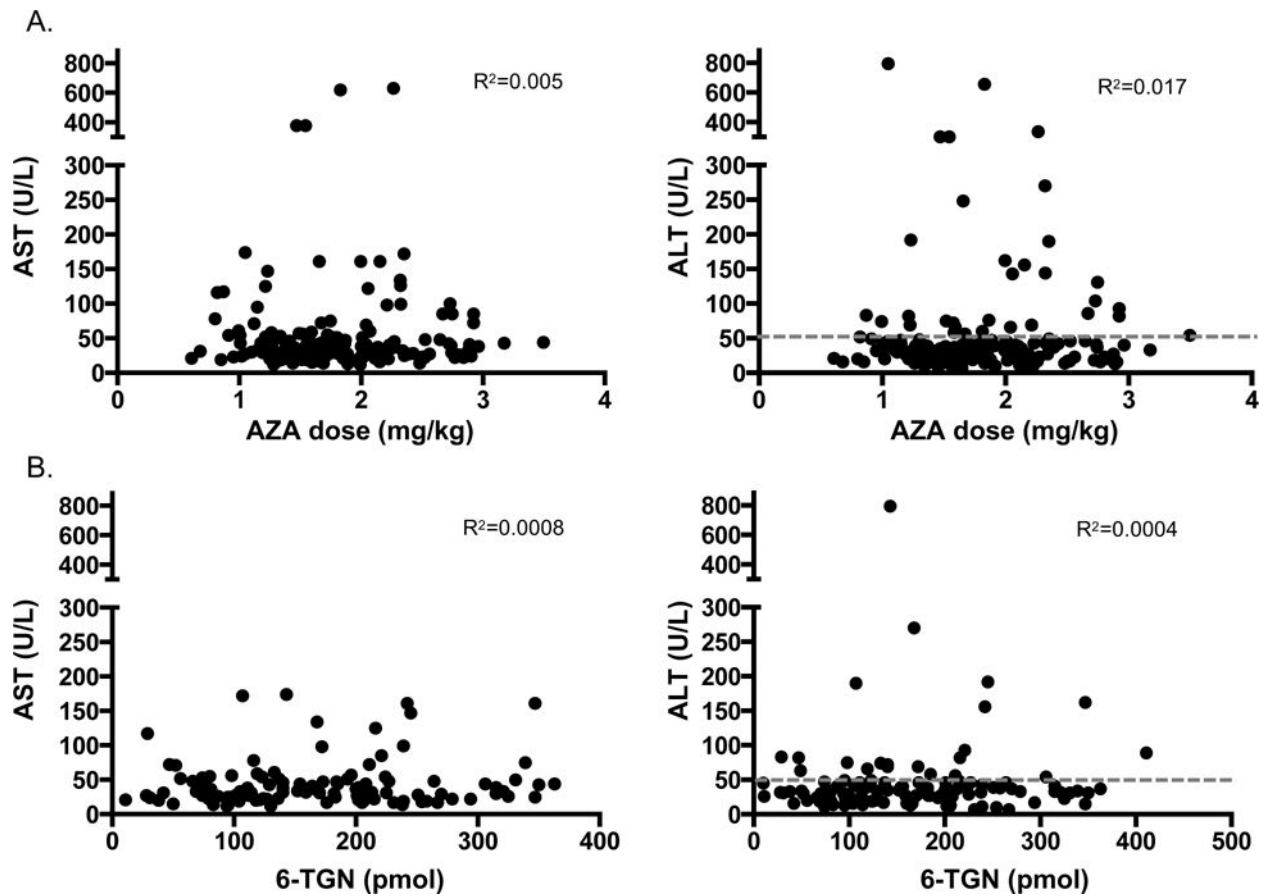 A.
800
600
400
300
250
200
150
100
50
0
AST (U/L)
R²=0.005
0 1 2 3 4
AZA dose (mg/kg)
800
600
400
300
250
200
150
100
50
0
ALT (U/L)
R²=0.017
0 1 2 3 4
AZA dose (mg/kg)
B.
800
600
400
300
250
200
150
100
50
0
AST (U/L)
R²=0.0008
0 100 200 300 400
6-TGN (pmol)
800
600
400
300
250
200
150
100
50
0
ALT (U/L)
R²=0.0004
0 100 200 300 400 500
6-TGN (pmol)